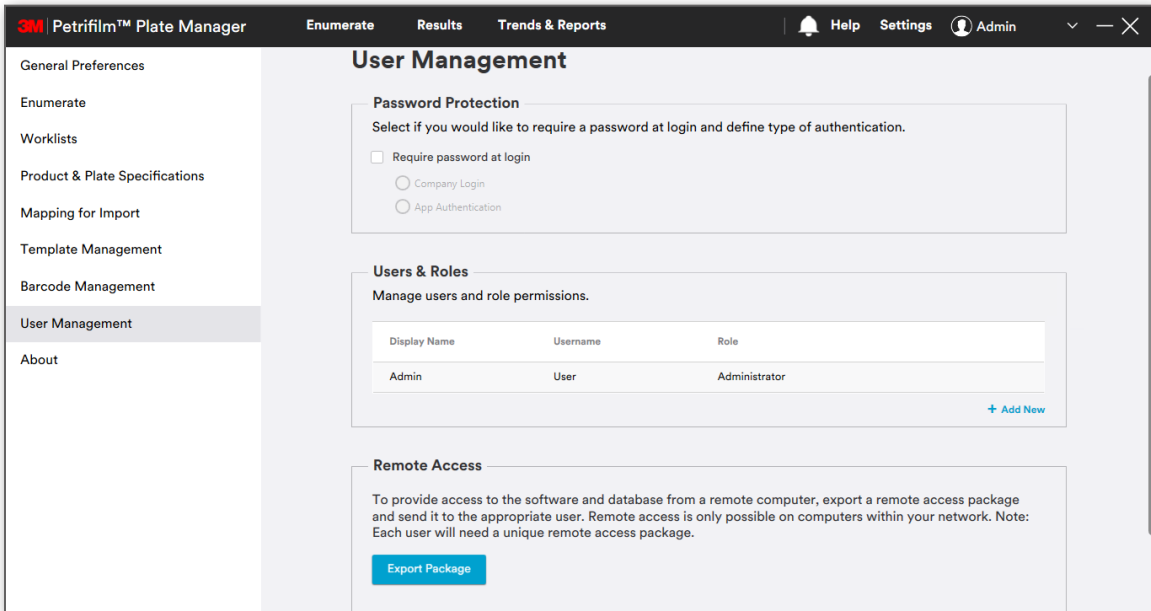 3M Petrifilm™ Plate Manager Enumerate Results Trends & Reports Help Settings Admin
General Preferences
Enumerate
Worklists
Product & Plate Specifications
Mapping for Import
Template Management
Barcode Management
User Management
About
User Management
Password Protection
Select if you would like to require a password at login and define type of authentication.
Require password at login
Company Login
App Authentication
Users & Roles
Manage users and role permissions.
Display Name Username Role
Admin User Administrator
+ Add New
Remote Access
To provide access to the software and database from a remote computer, export a remote access package
and send it to the appropriate user. Remote access is only possible on computers within your network. Note:
Each user will need a unique remote access package.
Export Package